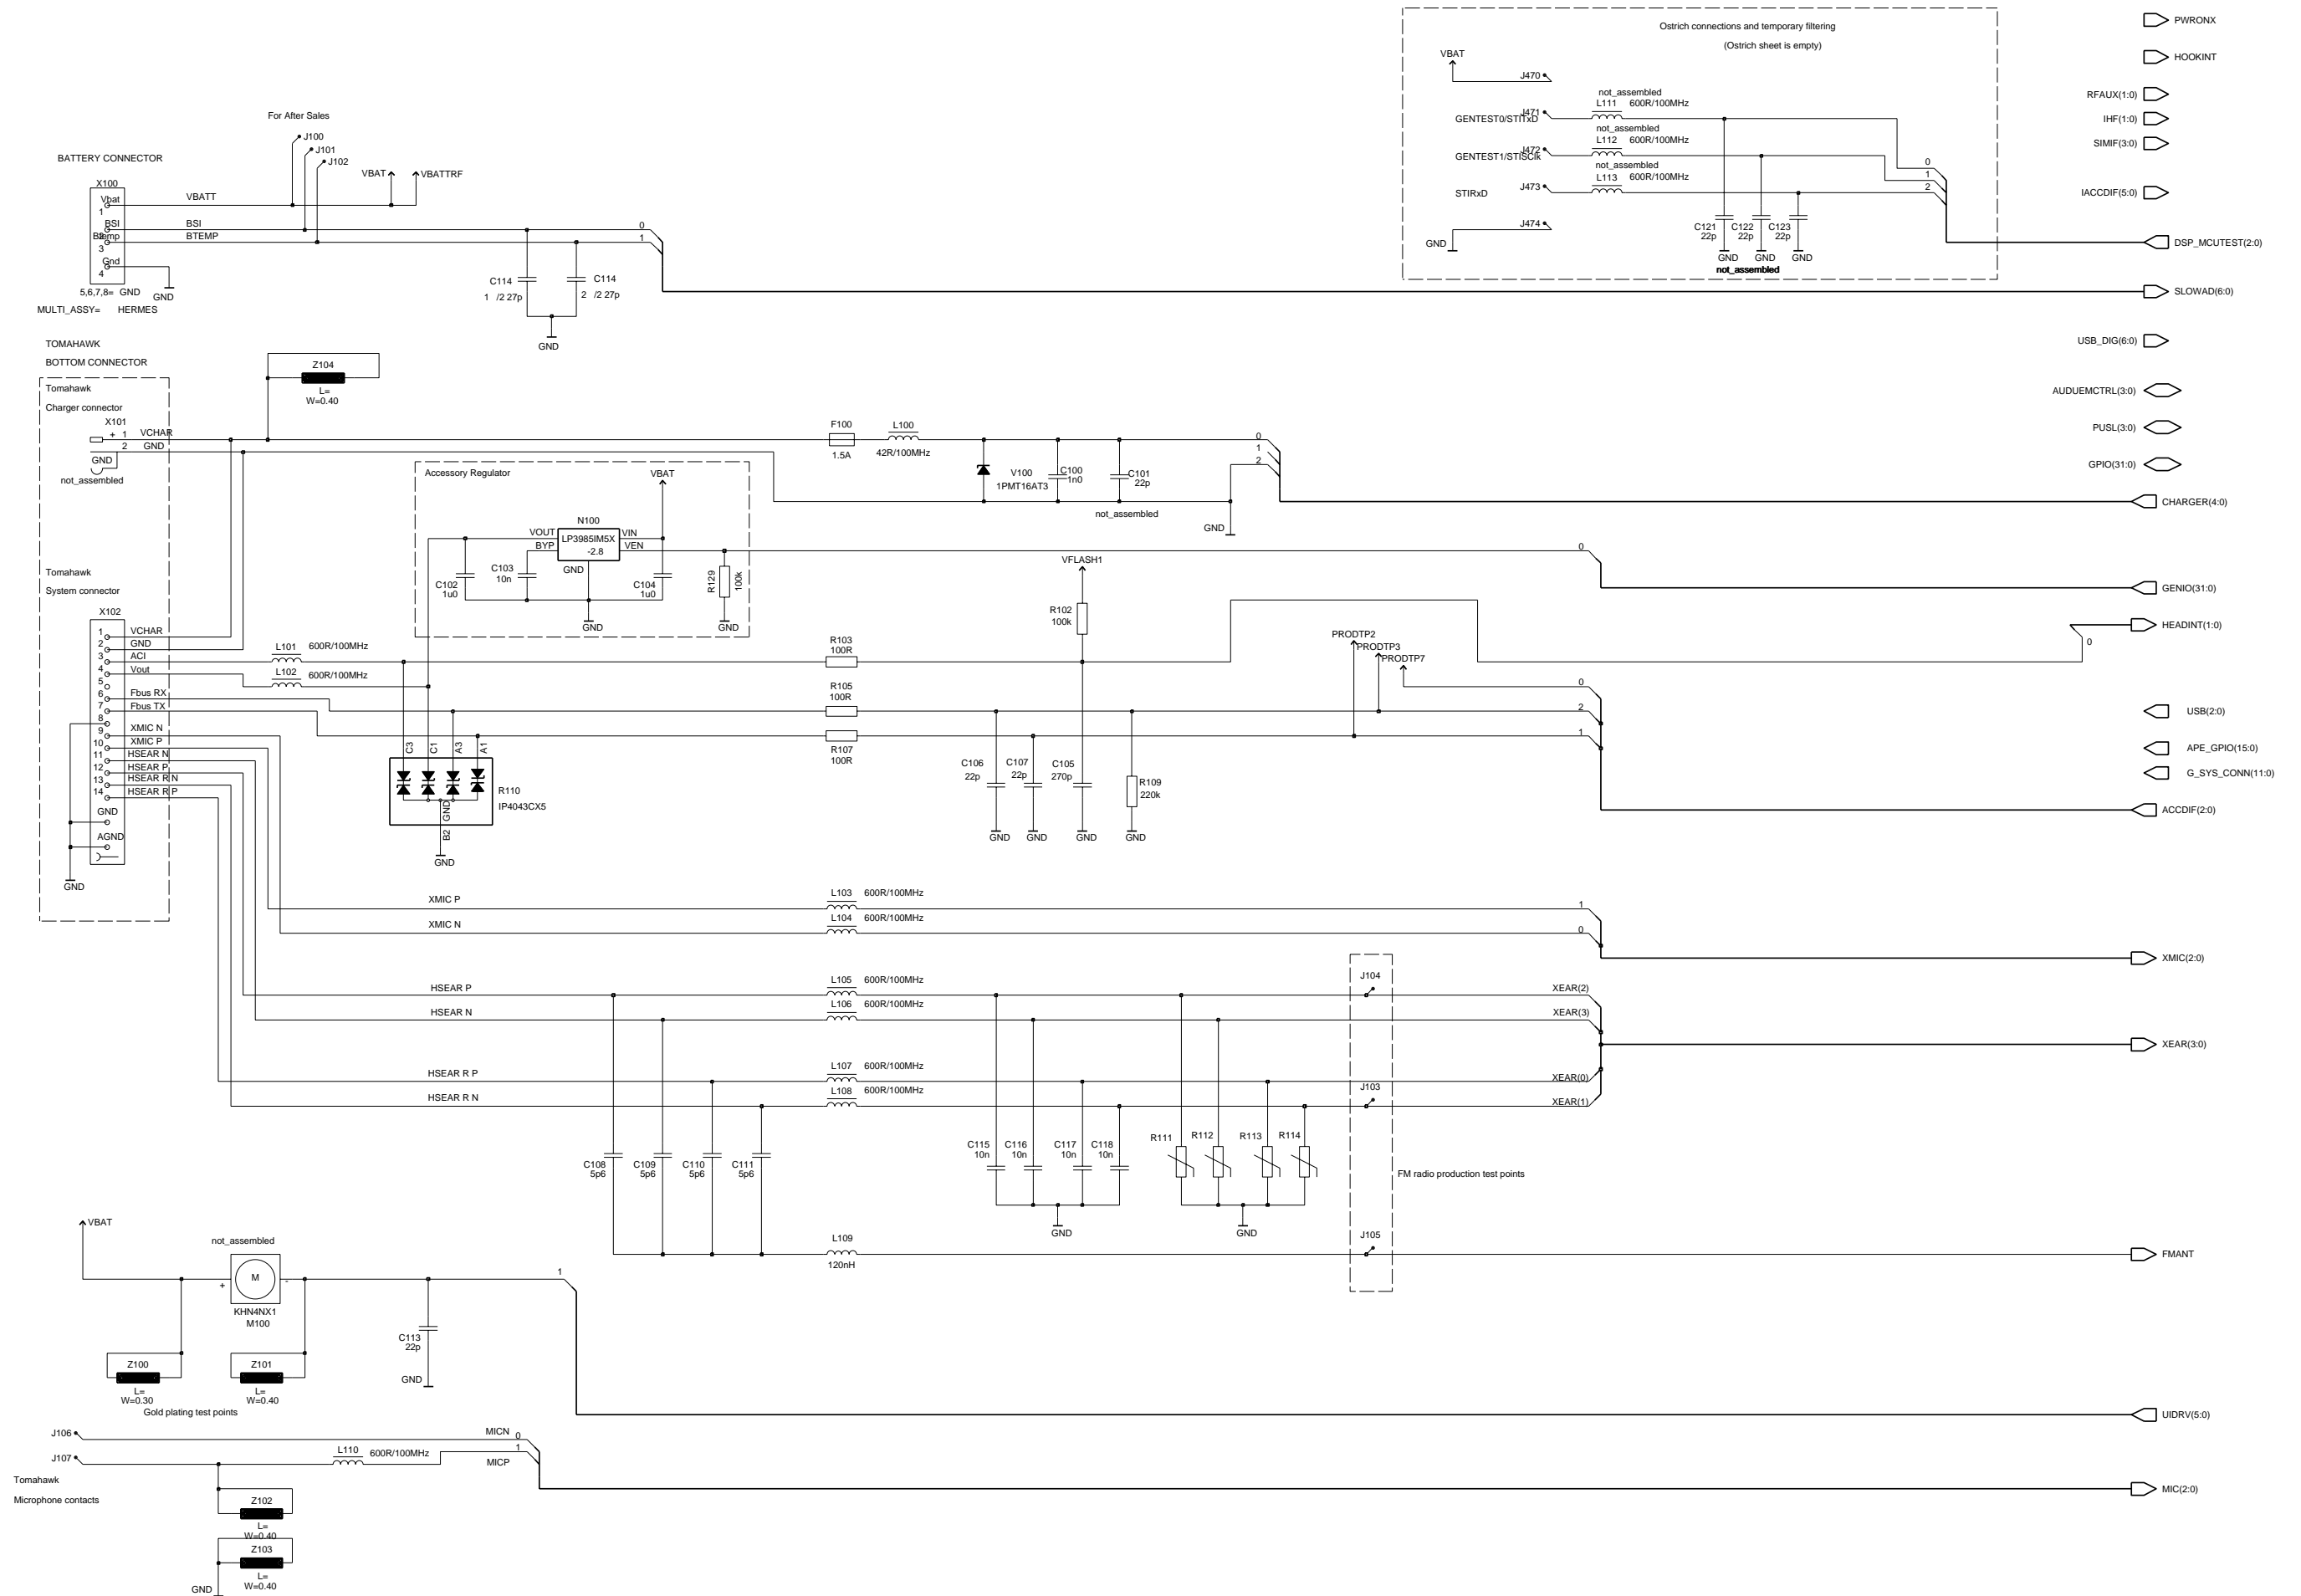 Ostrich connections and temporary filtering
(Ostrich sheet is empty)
VBAT
J470
not_assembled
L111 600R/100MHz
J471
GENTEST0/STITxD
not_assembled
L112 600R/100MHz
J472
GENTEST1/STISClk
not_assembled
L113 600R/100MHz
J473
STIRxD
J474
GND
0
1
2
C121
22p
C122
22p
C123
22p
GND
GND
GND
not_assembled
PWRONX
HOOKINT
RFAUX(1:0)
IHF(1:0)
SIMIF(3:0)
IACCDIF(5:0)
DSP_MCUTEST(2:0)
SLOWAD(6:0)
USB_DIG(6:0)
AUDUEMCTRL(3:0)
PUSL(3:0)
GPIO(31:0)
CHARGER(4:0)
GENIO(31:0)
HEADINT(1:0)
USB(2:0)
APE_GPIO(15:0)
G_SYS_CONN(11:0)
ACCDIF(2:0)
XMIC(2:0)
XEAR(3:0)
FMANT
UIDRV(5:0)
MIC(2:0)
For After Sales
J100
J101
J102
BATTERY CONNECTOR
X100
Vbat
1
BSI
2
Btemp
3
Gnd
4
VBATT
BSI
BTEMP
VBAT
VBATTRF
5,6,7,8= GND
GND
MULTI_ASSY= HERMES
C114
1 /2 27p
C114
2 /2 27p
GND
0
1
TOMAHAWK
BOTTOM CONNECTOR
Tomahawk
Charger connector
X101
+ 1 VCHAR
2 GND
GND
not_assembled
Z104
L=
W=0.40
F100
1.5A
L100
42R/100MHz
V100
1PMT16AT3
C100
1n0
C101
22p
not_assembled
GND
0
1
2
Accessory Regulator
VBAT
N100
VOUT
VIN
LP3985IM5X
-2.8
BYP
VEN
GND
C102
1u0
C103
10n
C104
1u0
R129
100k
GND
GND
0
Tomahawk
System connector
X102
1 VCHAR
2 GND
3 ACI
4 Vout
5
6 Fbus RX
7 Fbus TX
8
9 XMIC N
10 XMIC P
11 HSEAR N
12 HSEAR P
13 HSEAR R N
14 HSEAR R P
GND
AGND
GND
L101 600R/100MHz
L102 600R/100MHz
C3
C1
A3
A1
R110
IP4043CX5
GND
B2
GND
R103
100R
R105
100R
R107
100R
VFLASH1
R102
100k
PRODTP2
PRODTP3
PRODTP7
0
0
2
1
C106
22p
C107
22p
C105
270p
R109
220k
GND
GND
GND
GND
XMIC P
L103 600R/100MHz
1
XMIC N
L104 600R/100MHz
0
HSEAR P
L105 600R/100MHz
J104
XEAR(2)
HSEAR N
L106 600R/100MHz
XEAR(3)
HSEAR R P
L107 600R/100MHz
XEAR(0)
HSEAR R N
L108 600R/100MHz
J103
XEAR(1)
C108
5p6
C109
5p6
C110
5p6
C111
5p6
C115
10n
C116
10n
C117
10n
C118
10n
R111
R112
R113
R114
GND
GND
FM radio production test points
L109
120nH
J105
VBAT
not_assembled
M
+
-
KHN4NX1
M100
1
C113
22p
GND
Z100
L=
W=0.30
Z101
L=
W=0.40
Gold plating test points
J106
MICN 0
J107
L110 600R/100MHz
1
MICP
Tomahawk
Microphone contacts
Z102
L=
W=0.40
Z103
L=
W=0.40
GND